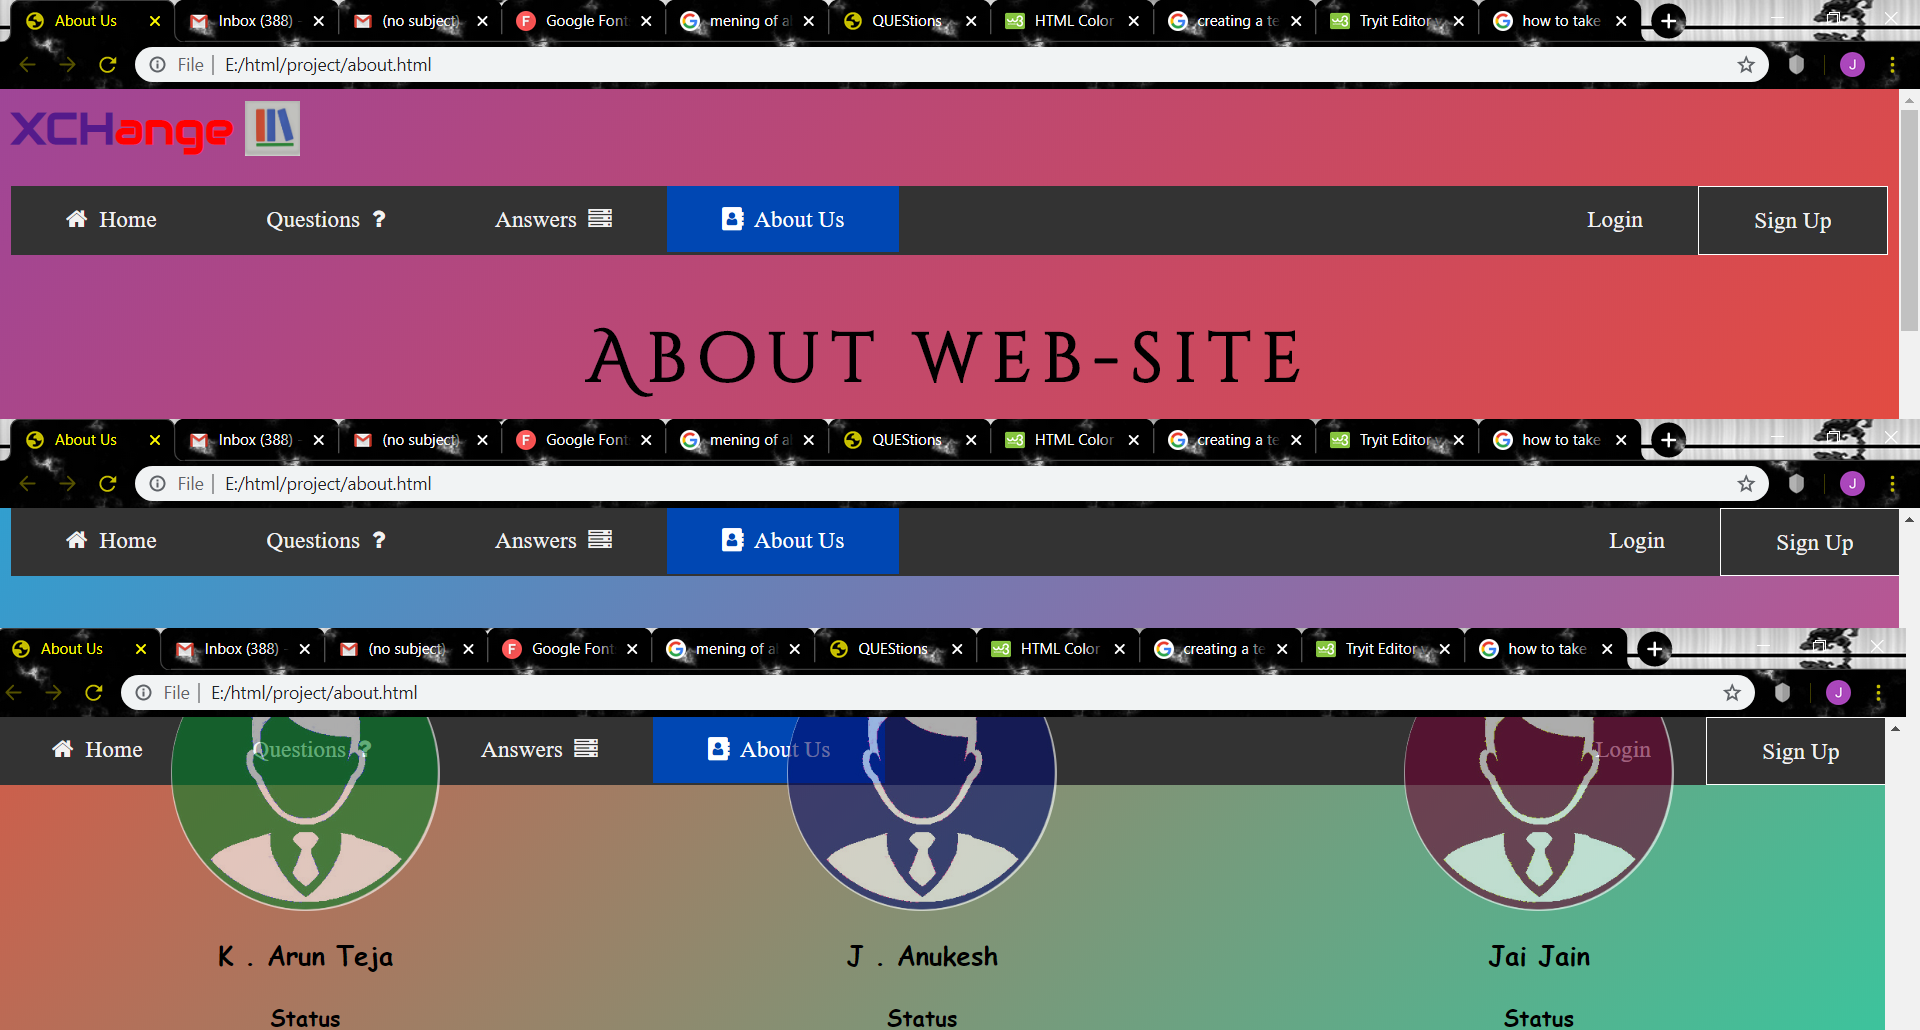 About Us Inbox (388) - (no subject) Google Font mening of al QUEStions HTML Color creating a te Tryit Editor v how to take
File E:/html/project/about.html J
XCHange
Home Questions ? Answers About Us Login Sign Up
About web-site
About Us Inbox (388) - (no subject) Google Font mening of al QUEStions HTML Color creating a te Tryit Editor v how to take
File E:/html/project/about.html J
Home Questions ? Answers About Us Login Sign Up
About Us Inbox (388) - (no subject) Google Font mening of al QUEStions HTML Color creating a te Tryit Editor v how to take
File E:/html/project/about.html J
Home Questions ? Answers About Us Login Sign Up
K . Arun Teja J . Anukesh Jai Jain
Status Status Status